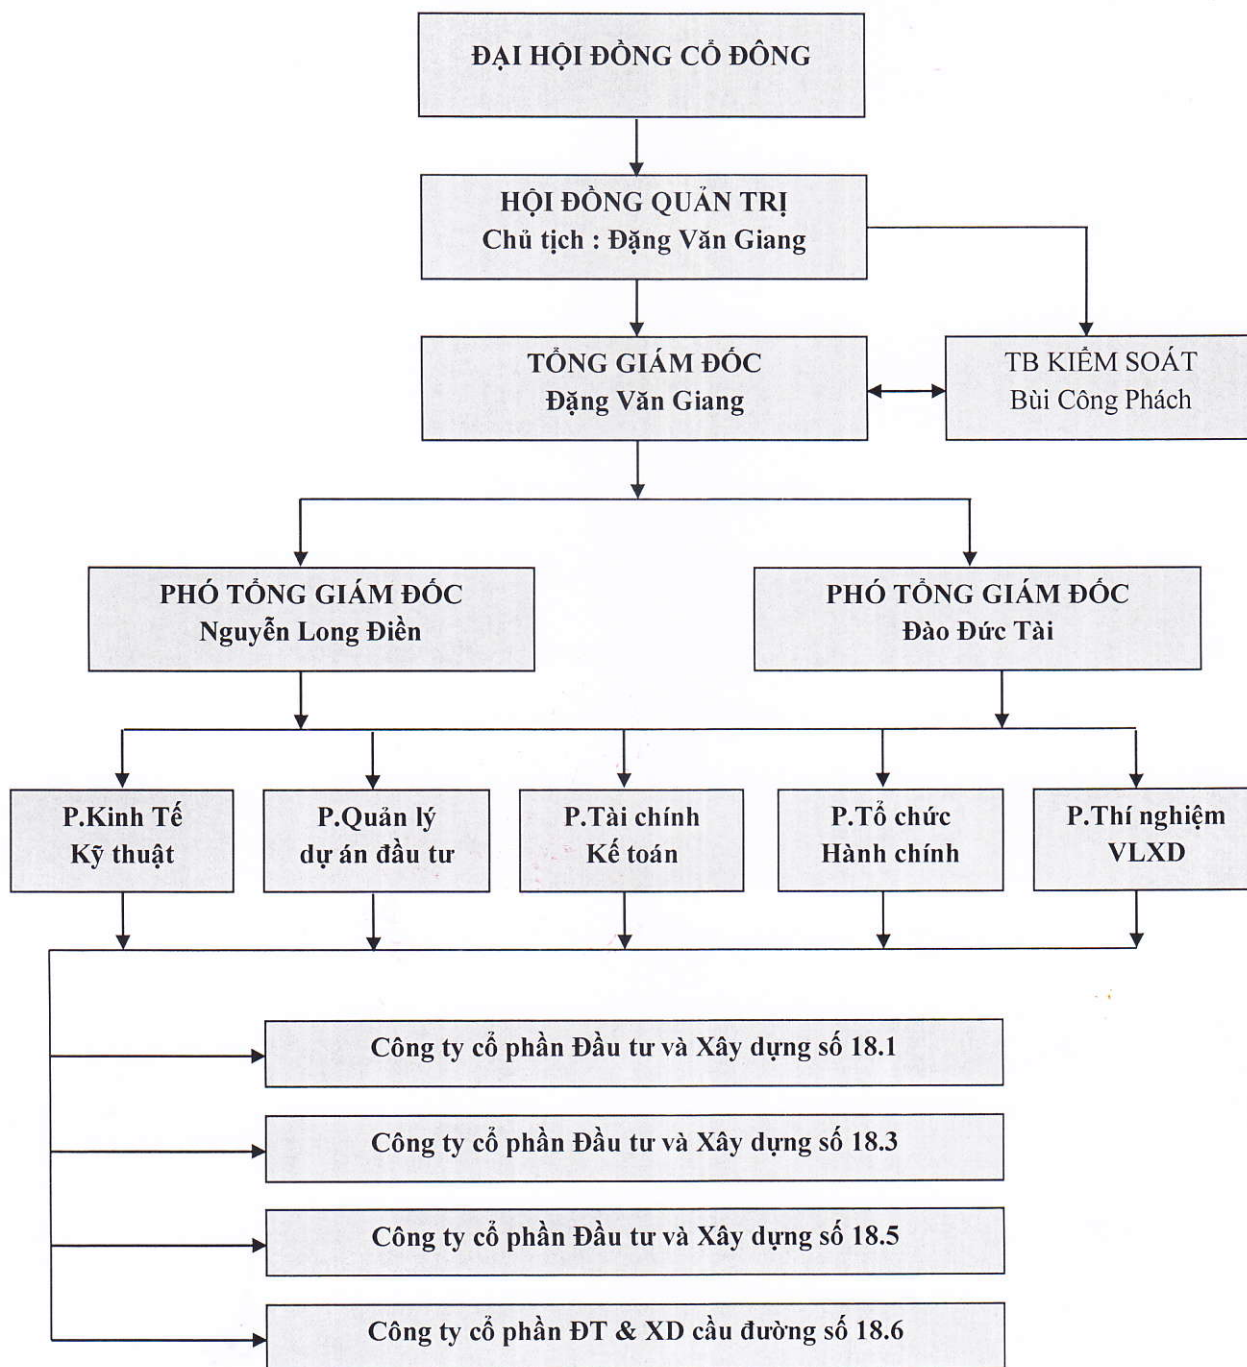 ĐẠI HỘI ĐỒNG CỔ ĐÔNG
HỘI ĐỒNG QUẢN TRỊ
Chủ tịch : Đặng Văn Giang
TỔNG GIÁM ĐỐC
Đặng Văn Giang
TB KIỂM SOÁT
Bùi Công Phách
PHÓ TỔNG GIÁM ĐỐC
Nguyễn Long Điền
PHÓ TỔNG GIÁM ĐỐC
Đào Đức Tài
P.Kinh Tế
Kỹ thuật
P.Quản lý
dự án đầu tư
P.Tài chính
Kế toán
P.Tổ chức
Hành chính
P.Thí nghiệm
VLXD
Công ty cổ phần Đầu tư và Xây dựng số 18.1
Công ty cổ phần Đầu tư và Xây dựng số 18.3
Công ty cổ phần Đầu tư và Xây dựng số 18.5
Công ty cổ phần ĐT & XD cầu đường số 18.6